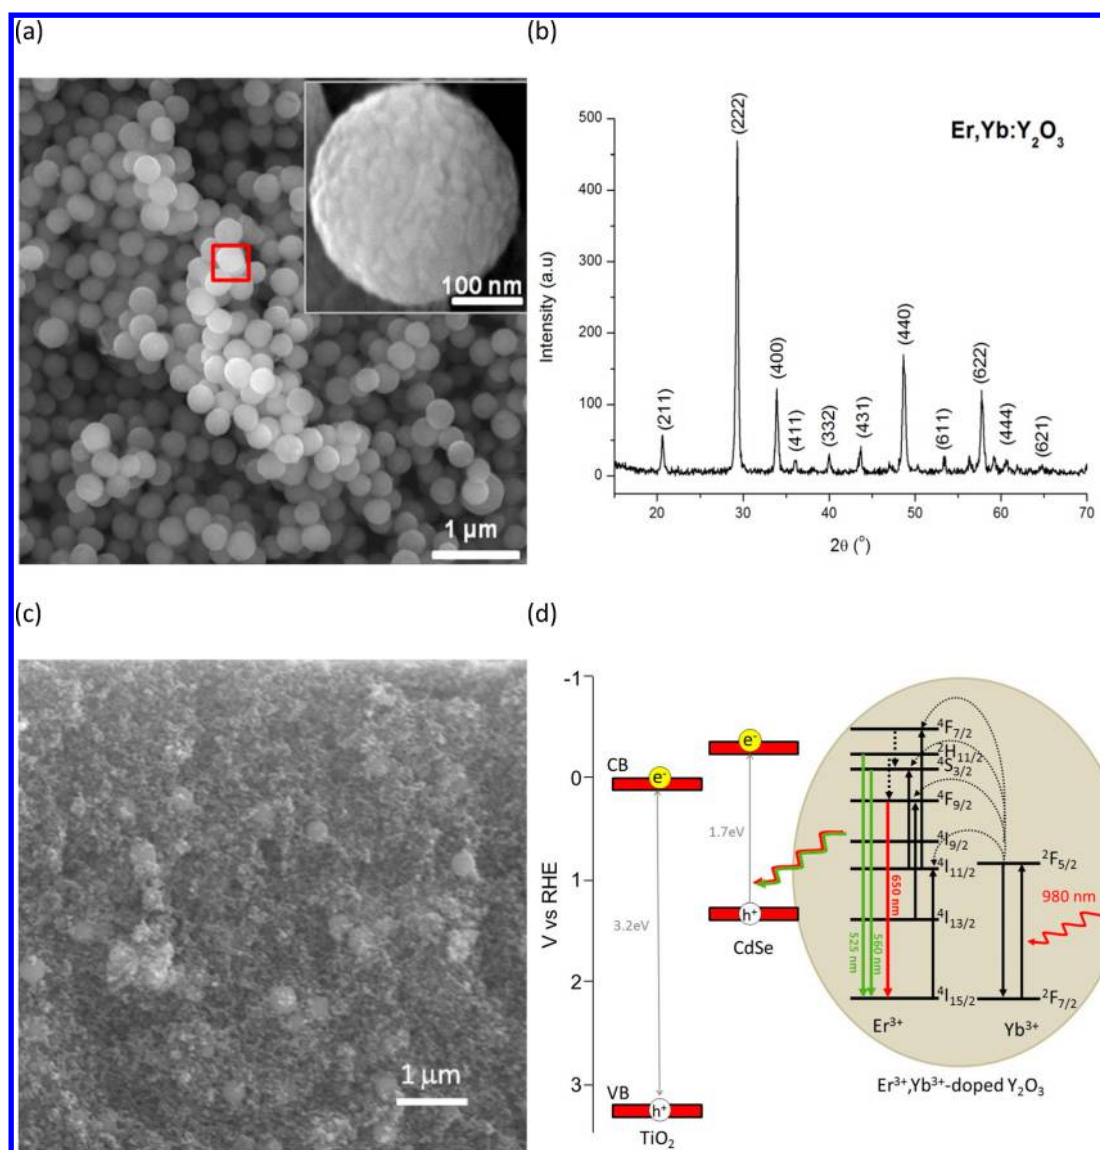 (a)
100 nm
1 µm
(b)
Er,Yb:Y₂O₃
Intensity (a.u)
500
400
300
200
100
0
(211)
(222)
(400)
(411)
(332)
(431)
(440)
(611)
(622)
(444)
(621)
20
30
40
50
60
70
2θ (°)
(c)
1 µm
(d)
V vs RHE
-1
0
1
2
3
CB
e⁻
3.2eV
VB
h⁺
TiO₂
e⁻
1.7eV
h⁺
CdSe
⁴F₇/₂
²H₁₁/₂
⁴S₃/₂
⁴F₉/₂
⁴I₉/₂
⁴I₁₁/₂
⁴I₁₃/₂
⁴I₁₅/₂
525 nm
560 nm
650 nm
Er³⁺
²F₅/₂
980 nm
²F₇/₂
Yb³⁺
Er³⁺,Yb³⁺-doped Y₂O₃